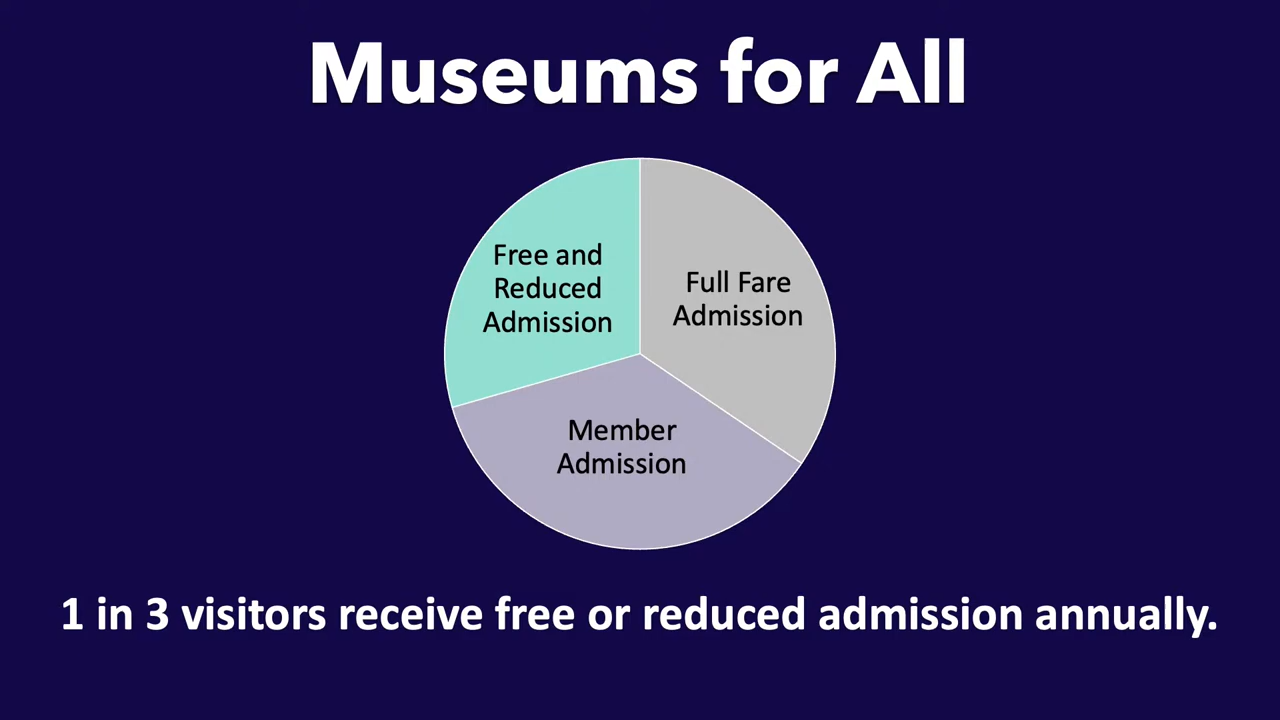 Museums for All
Free and
Reduced
Admission
Full Fare
Admission
Member
Admission
1 in 3 visitors receive free or reduced admission annually.